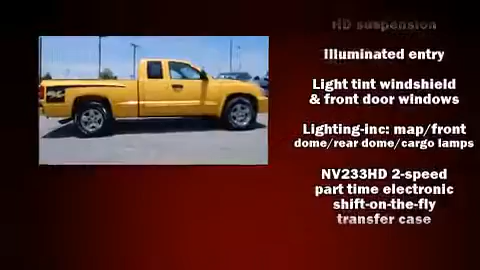 HD suspension
Illuminated entry
Light tint windshield
& front door windows
Lighting-inc: map/front
dome/rear dome/cargo lamps
NV233HD 2-speed
part time electronic
shift-on-the-fly
transfer case